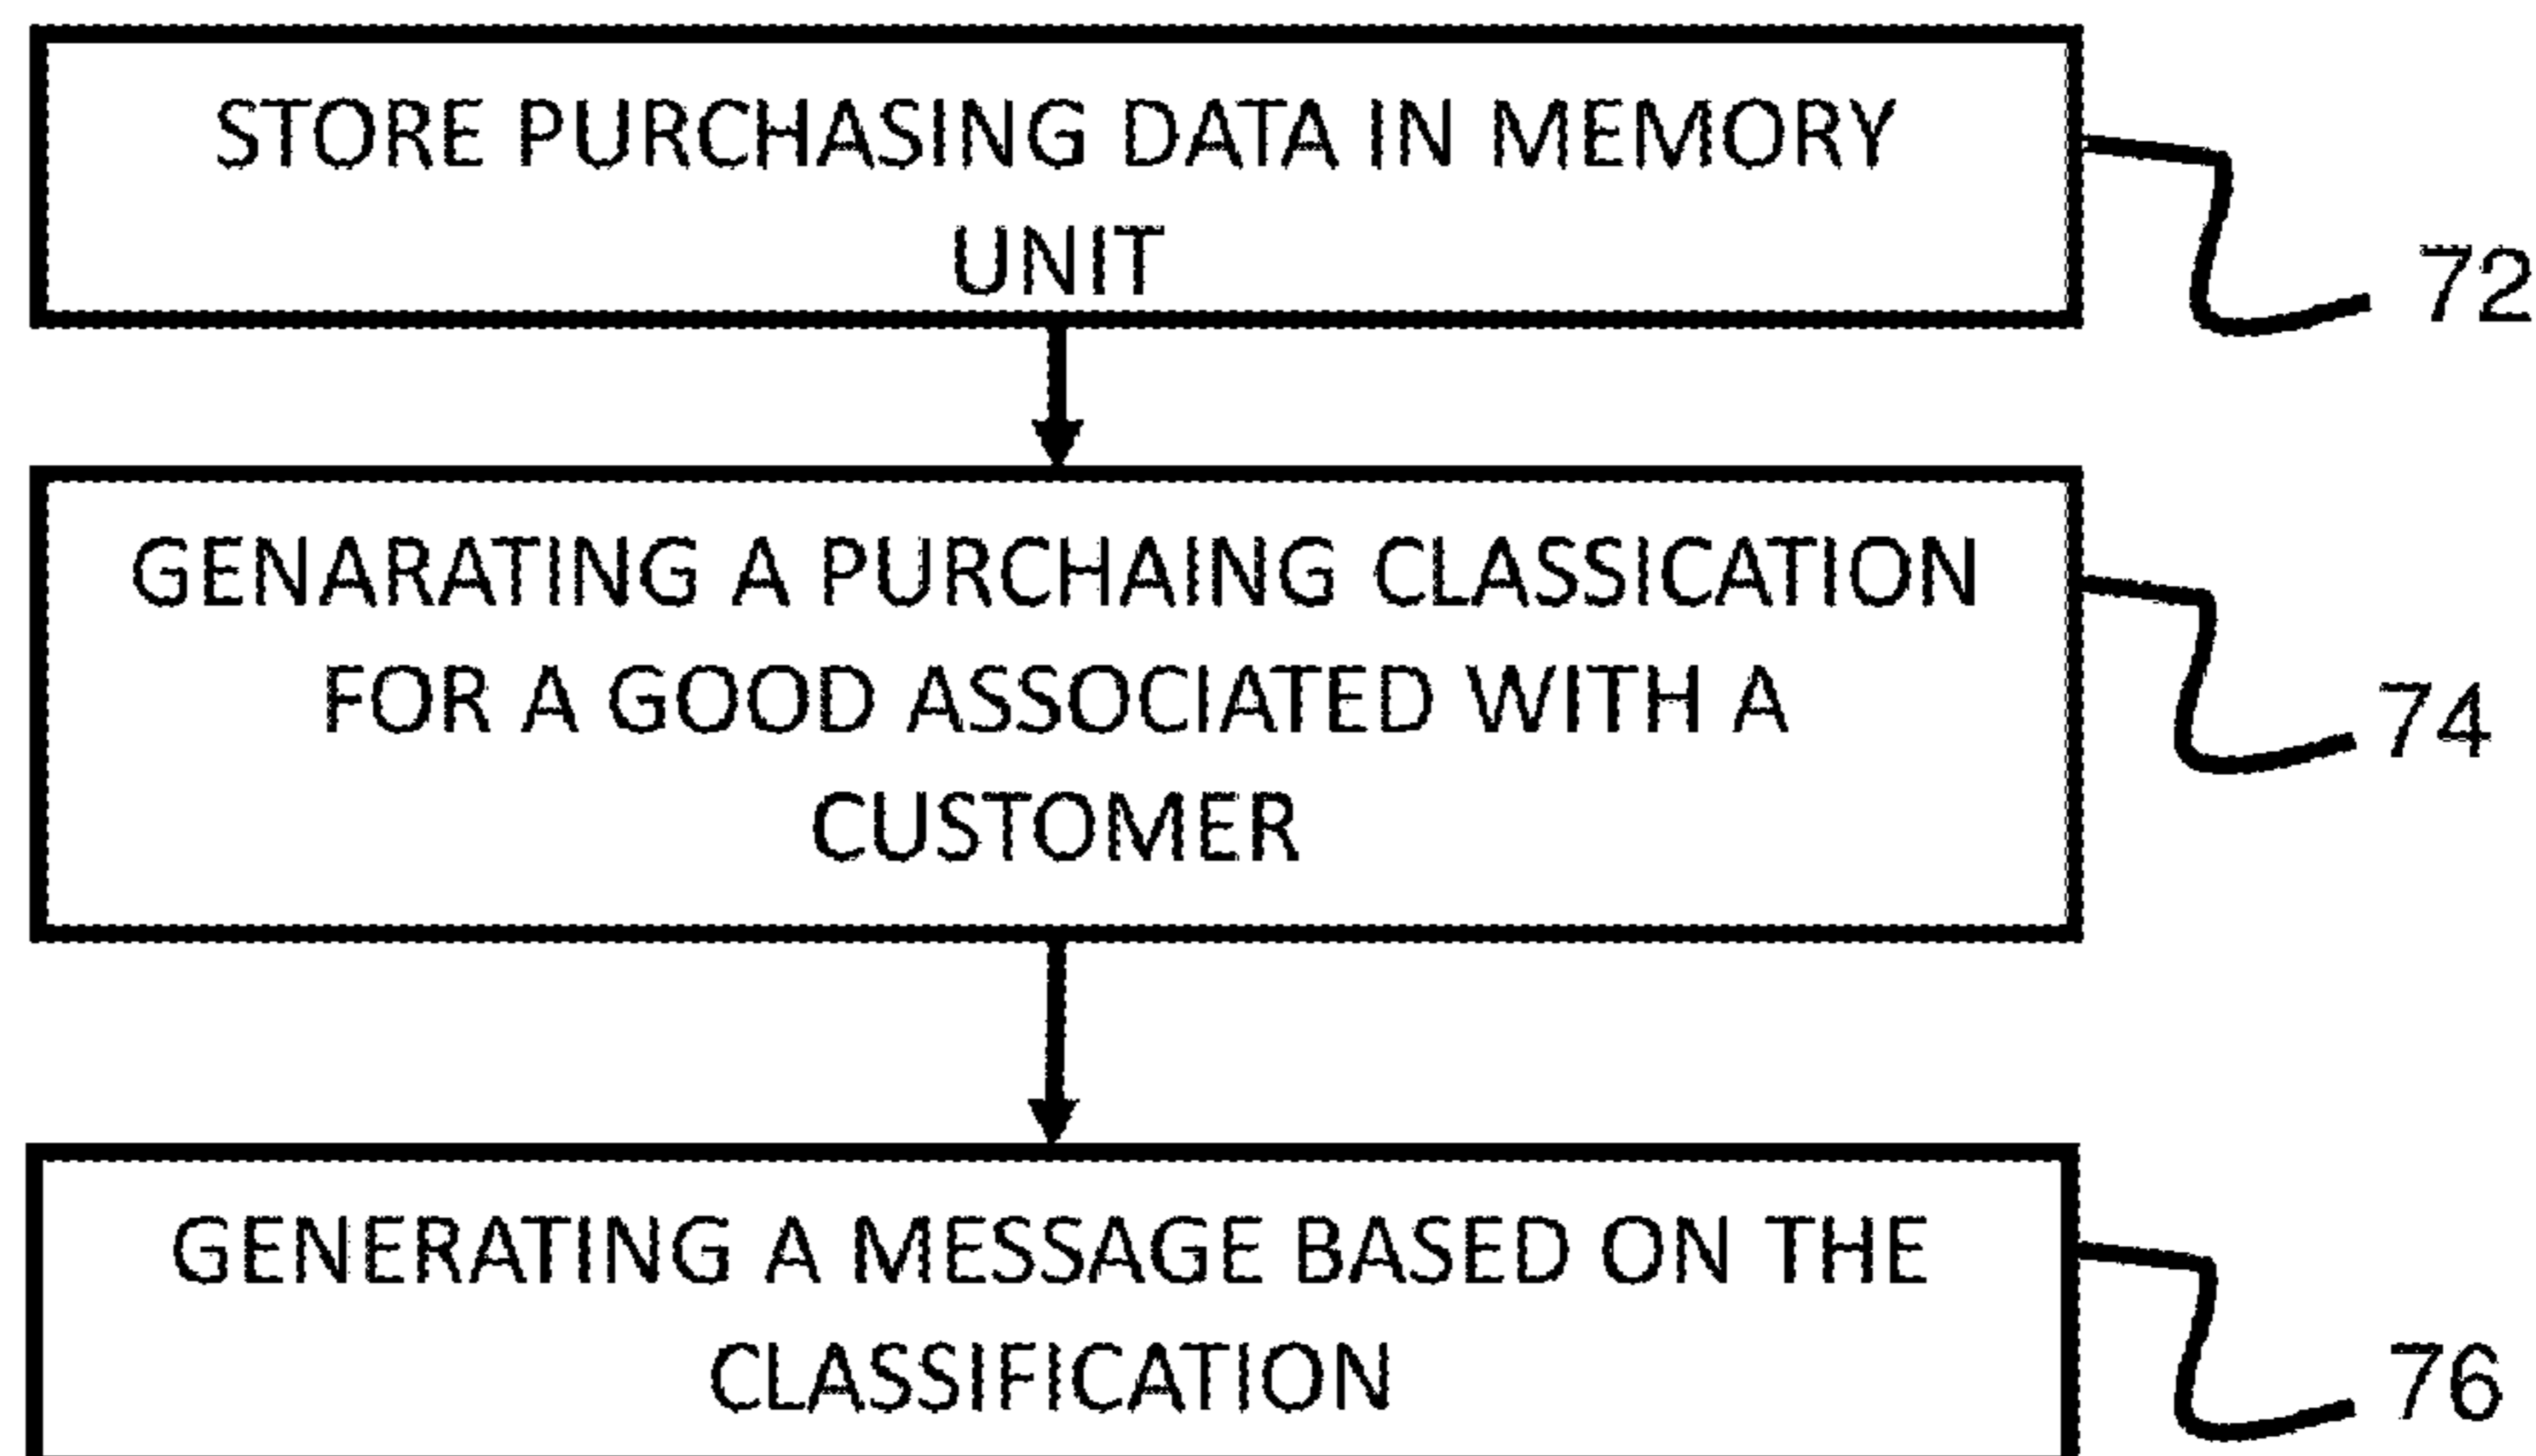 STORE PURCHASING DATA IN MEMORY
UNIT
72
GENARATING A PURCHAING CLASSICATION
FOR A GOOD ASSOCIATED WITH A
CUSTOMER
74
GENERATING A MESSAGE BASED ON THE
CLASSIFICATION
76